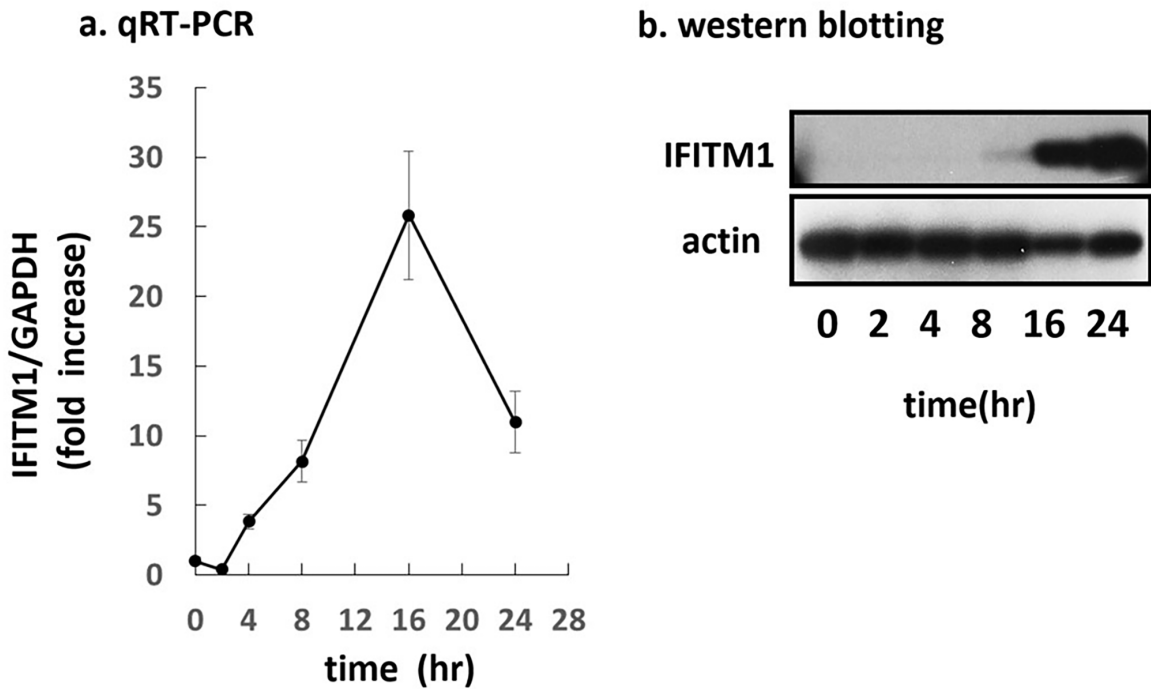 a. qRT-PCR
IFITM1/GAPDH
(fold increase)
35
30
25
20
15
10
5
0
0 4 8 12 16 20 24 28
time (hr)
b. western blotting
IFITM1
actin
0 2 4 8 16 24
time(hr)